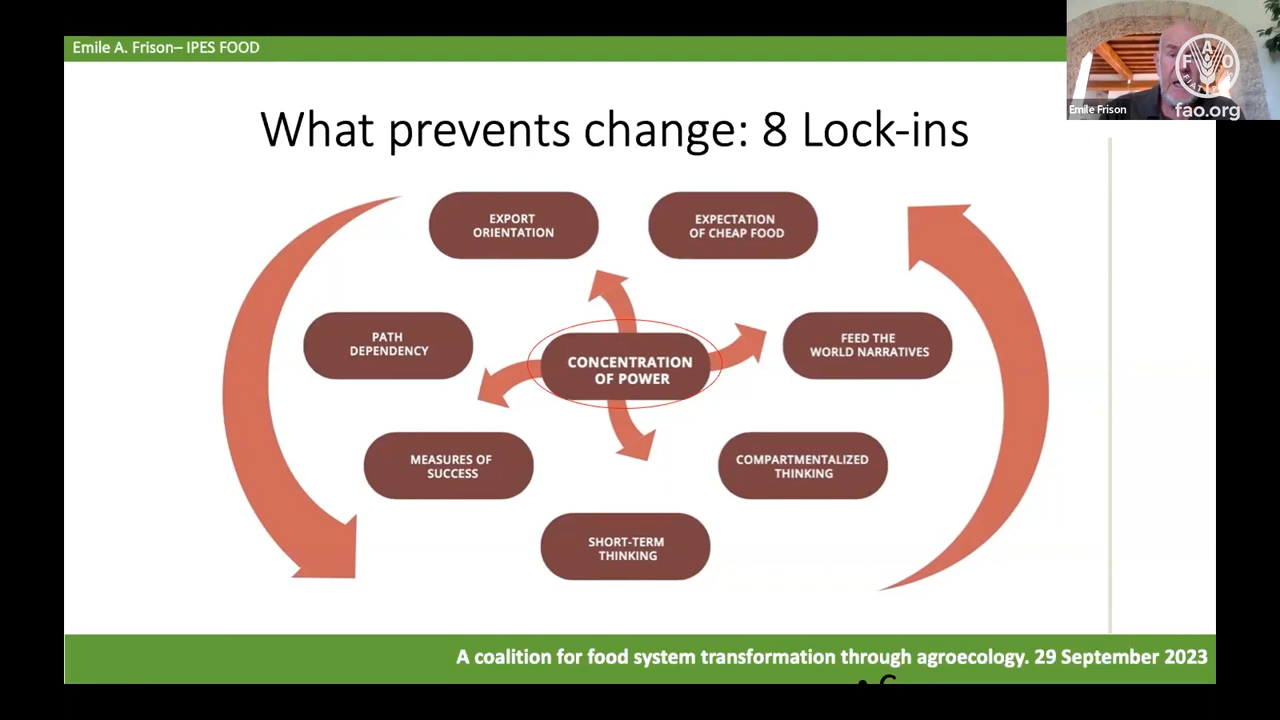 Emile A. Frison– IPES FOOD
Emile Frison
FAO
FIAT
fao.org
What prevents change: 8 Lock-ins
EXPORT
ORIENTATION
EXPECTATION
OF CHEAP FOOD
PATH
DEPENDENCY
CONCENTRATION
OF POWER
FEED THE
WORLD NARRATIVES
MEASURES OF
SUCCESS
COMPARTMENTALIZED
THINKING
SHORT-TERM
THINKING
A coalition for food system transformation through agroecology. 29 September 2023